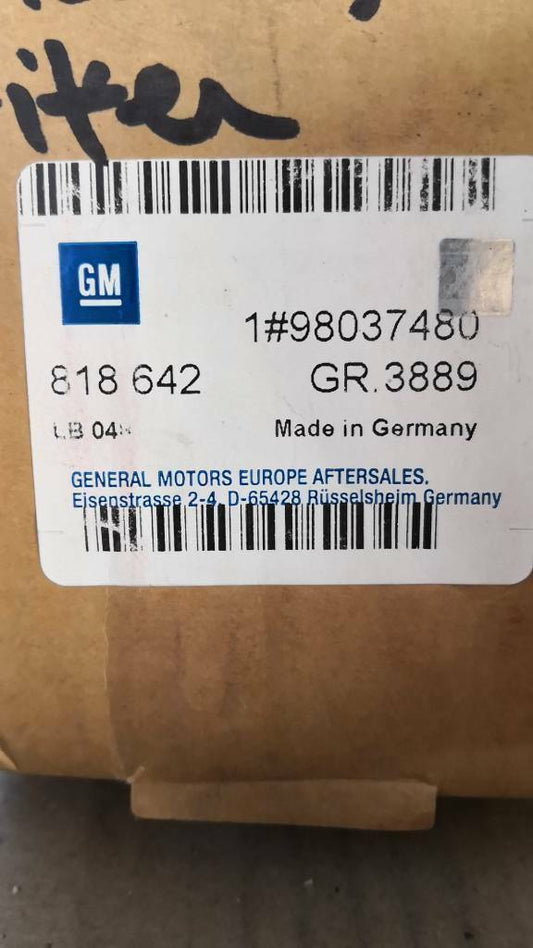 GM
1#98037480
818 642 GR.3889
Made in Germany
GENERAL MOTORS EUROPE AFTERSALES.
Eisenstrasse 2-4, D-65428 Rüsselsheim, Germany